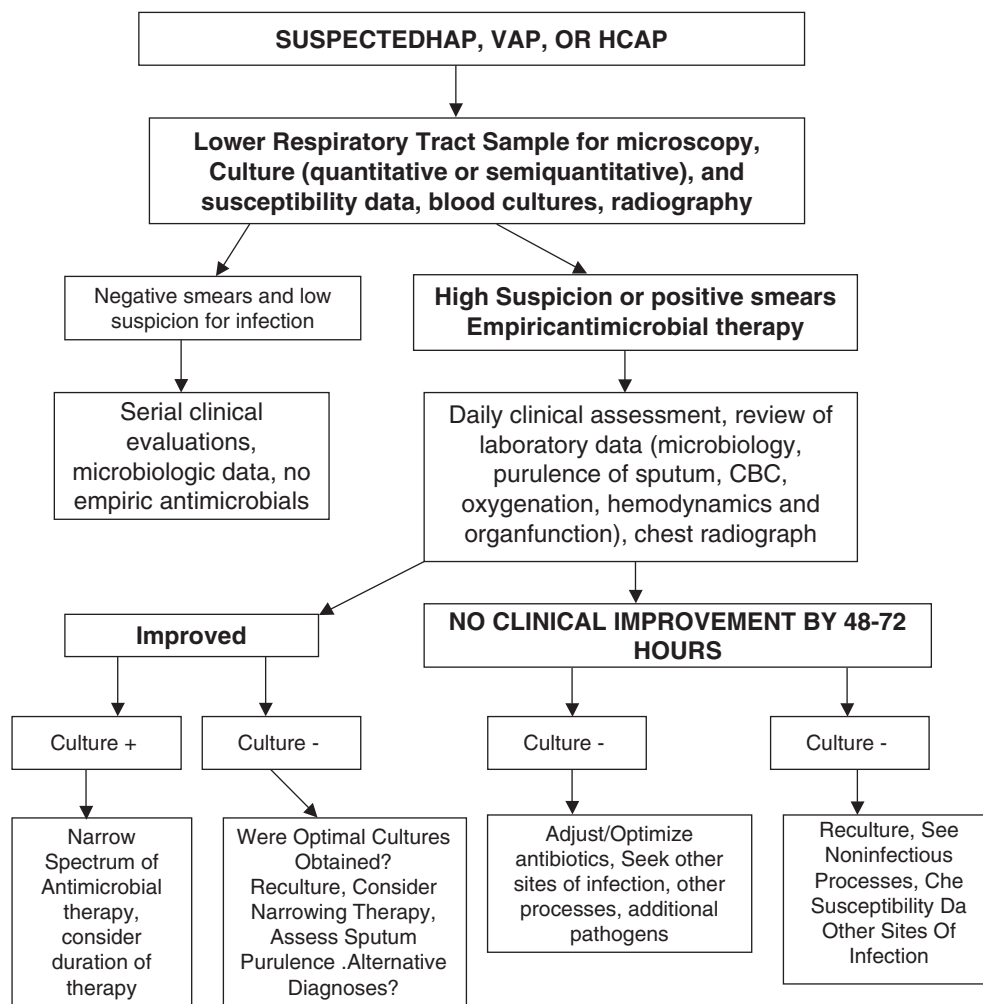 SUSPECTEDHAP, VAP, OR HCAP
Lower Respiratory Tract Sample for microscopy,
Culture (quantitative or semiquantitative), and
susceptibility data, blood cultures, radiography
Negative smears and low
suspicion for infection
High Suspicion or positive smears
Empiricantimicrobial therapy
Serial clinical
evaluations,
microbiologic data, no
empiric antimicrobials
Daily clinical assessment, review of
laboratory data (microbiology,
purulence of sputum, CBC,
oxygenation, hemodynamics and
organfunction), chest radiograph
Improved
NO CLINICAL IMPROVEMENT BY 48-72
HOURS
Culture +
Culture -
Culture -
Culture -
Narrow
Spectrum of
Antimicrobial
therapy,
consider
duration of
therapy
Were Optimal Cultures
Obtained?
Reculture, Consider
Narrowing Therapy,
Assess Sputum
Purulence .Alternative
Diagnoses?
Adjust/Optimize
antibiotics, Seek other
sites of infection, other
processes, additional
pathogens
Reculture, See
Noninfectious
Processes, Che
Susceptibility Da
Other Sites Of
Infection